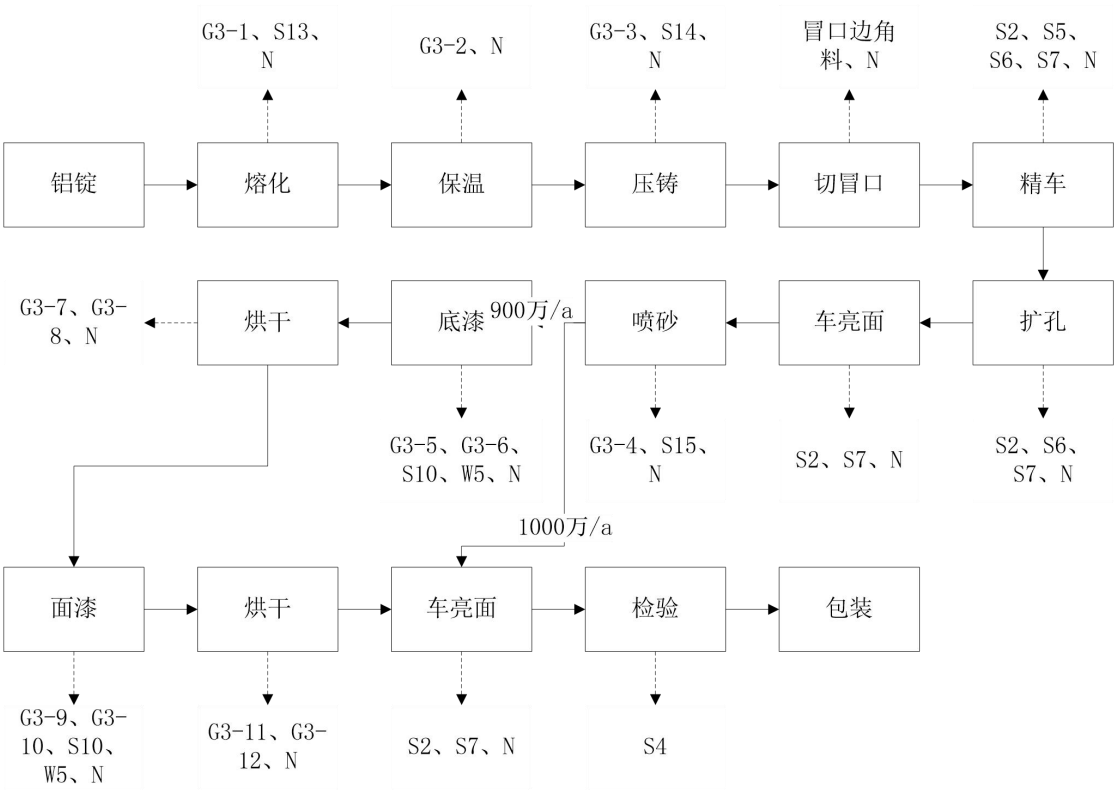 G3-1、S13、
N
G3-2、N
G3-3、S14、
N
冒口边角
料、N
S2、S5、
S6、S7、N
铝锭
熔化
保温
压铸
切冒口
精车
G3-7、G3-
8、N
烘干
底漆
900万/a
喷砂
车亮面
扩孔
G3-5、G3-6、
S10、W5、N
G3-4、S15、
N
S2、S7、N
S2、S6、
S7、N
1000万/a
面漆
烘干
车亮面
检验
包装
G3-9、G3-
10、S10、
W5、N
G3-11、G3-
12、N
S2、S7、N
S4